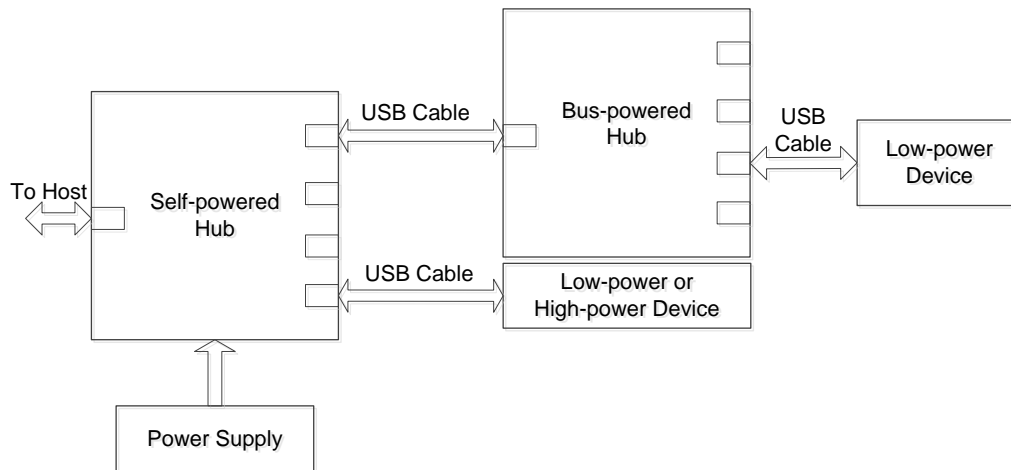 To Host
Self-powered
Hub
USB Cable
Bus-powered
Hub
USB
Cable
Low-power
Device
USB Cable
Low-power or
High-power Device
Power Supply